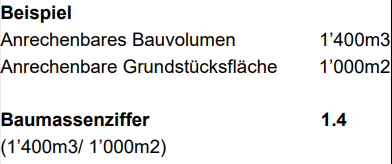 Beispiel
Anrechenbares Bauvolumen 1’400m3
Anrechenbare Grundstücksfläche 1’000m2
Baumassenziffer 1.4
(1’400m3/ 1’000m2)